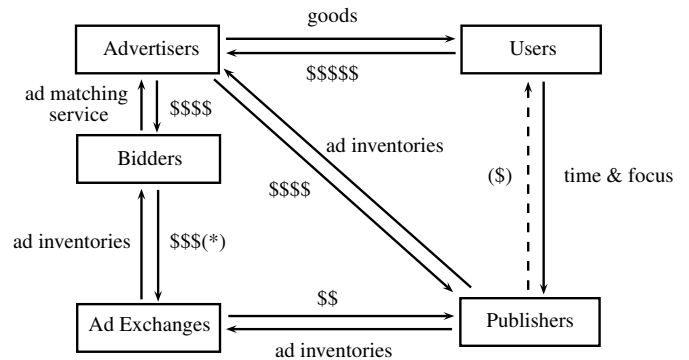 goods
Advertisers
Users
$$$$$
ad matching
service
$$$$
Bidders
ad inventories
$$$$
($)
time & focus
ad inventories
$$$(*)
$$
Ad Exchanges
Publishers
ad inventories